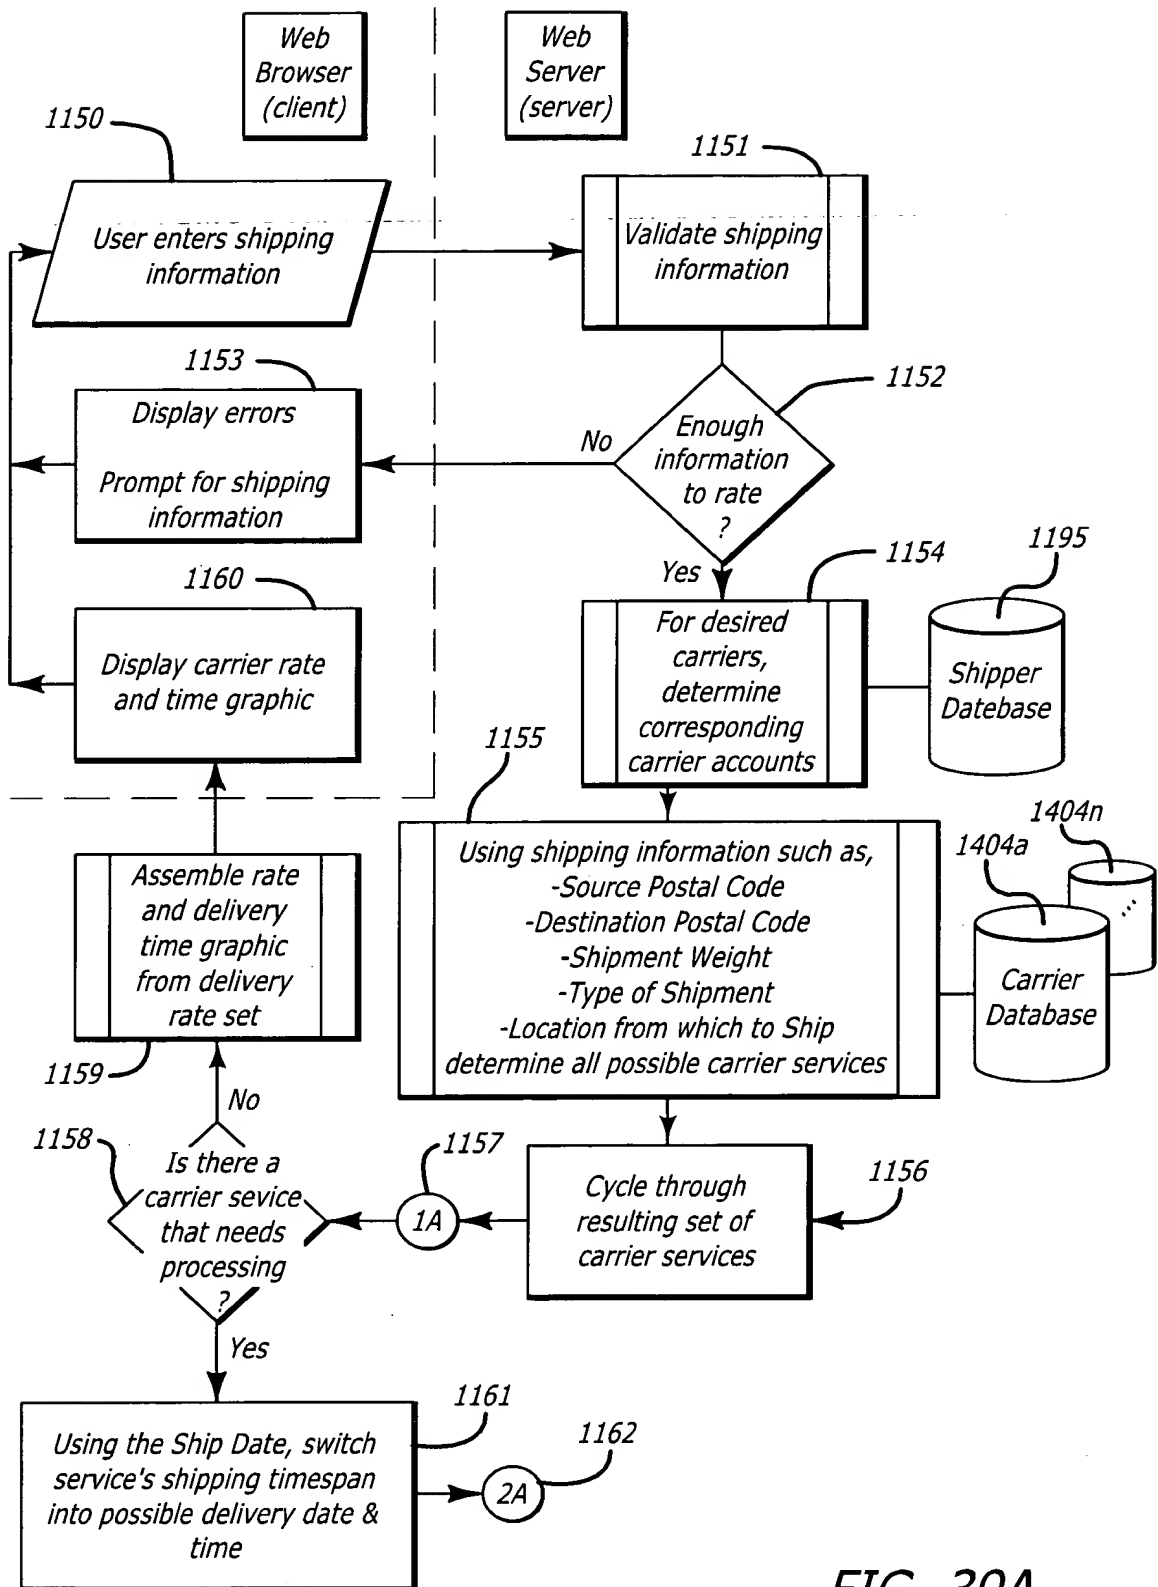 Web
Browser
(client)
Web
Server
(server)
1150
1151
User enters shipping
information
Validate shipping
information
1153
1152
Display errors
Prompt for shipping
information
No
Enough
information
to rate
?
Yes
1160
1154
1195
Display carrier rate
and time graphic
For desired
carriers,
determine
corresponding
carrier accounts
Shipper
Datebase
1155
1404n
1404a
Assemble rate
and delivery
time graphic
from delivery
rate set
Using shipping information such as,
-Source Postal Code
-Destination Postal Code
-Shipment Weight
-Type of Shipment
-Location from which to Ship
determine all possible carrier services
Carrier
Database
1159
No
1158
1157
1156
Is there a
carrier sevice
that needs
processing
?
1A
Cycle through
resulting set of
carrier services
Yes
1161
1162
Using the Ship Date, switch
service's shipping timespan
into possible delivery date &
time
2A
FIG. 39A